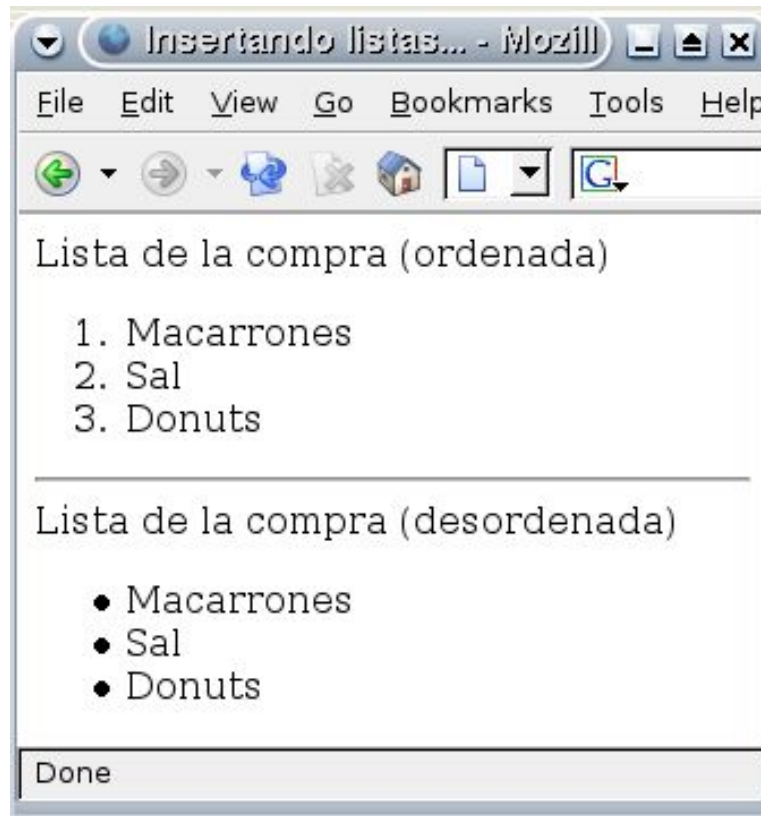 Insertando listas... - Mozill
File Edit View Go Bookmarks Tools Help
G
Lista de la compra (ordenada)
1. Macarrones
2. Sal
3. Donuts
Lista de la compra (desordenada)
• Macarrones
• Sal
• Donuts
Done